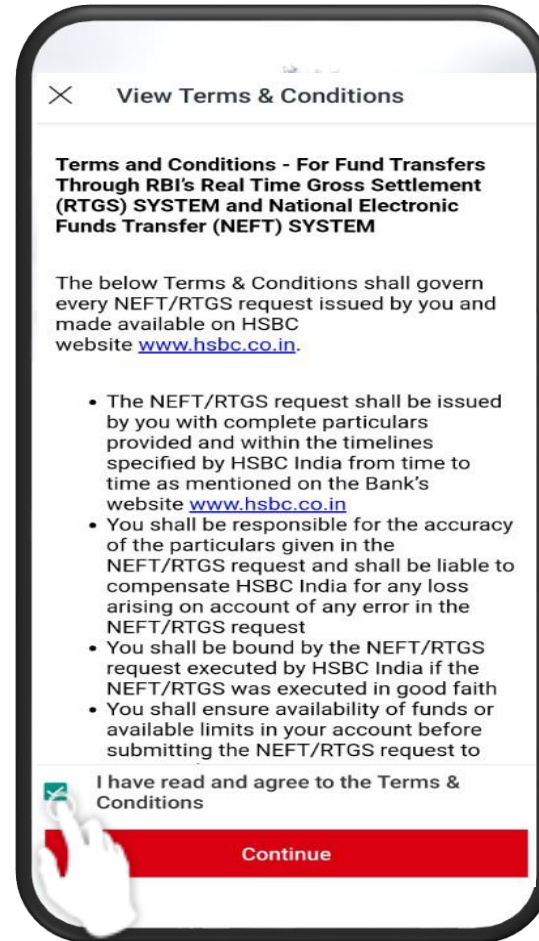 View Terms & Conditions
Terms and Conditions - For Fund Transfers
Through RBI's Real Time Gross Settlement
(RTGS) SYSTEM and National Electronic
Funds Transfer (NEFT) SYSTEM
The below Terms & Conditions shall govern
every NEFT/RTGS request issued by you and
made available on HSBC
website www.hsbc.co.in.
• The NEFT/RTGS request shall be issued
by you with complete particulars
provided and within the timelines
specified by HSBC India from time to
time as mentioned on the Bank's
website www.hsbc.co.in
• You shall be responsible for the accuracy
of the particulars given in the
NEFT/RTGS request and shall be liable to
compensate HSBC India for any loss
arising on account of any error in the
NEFT/RTGS request
• You shall be bound by the NEFT/RTGS
request executed by HSBC India if the
NEFT/RTGS was executed in good faith
• You shall ensure availability of funds or
available limits in your account before
submitting the NEFT/RTGS request to
I have read and agree to the Terms &
Conditions
Continue